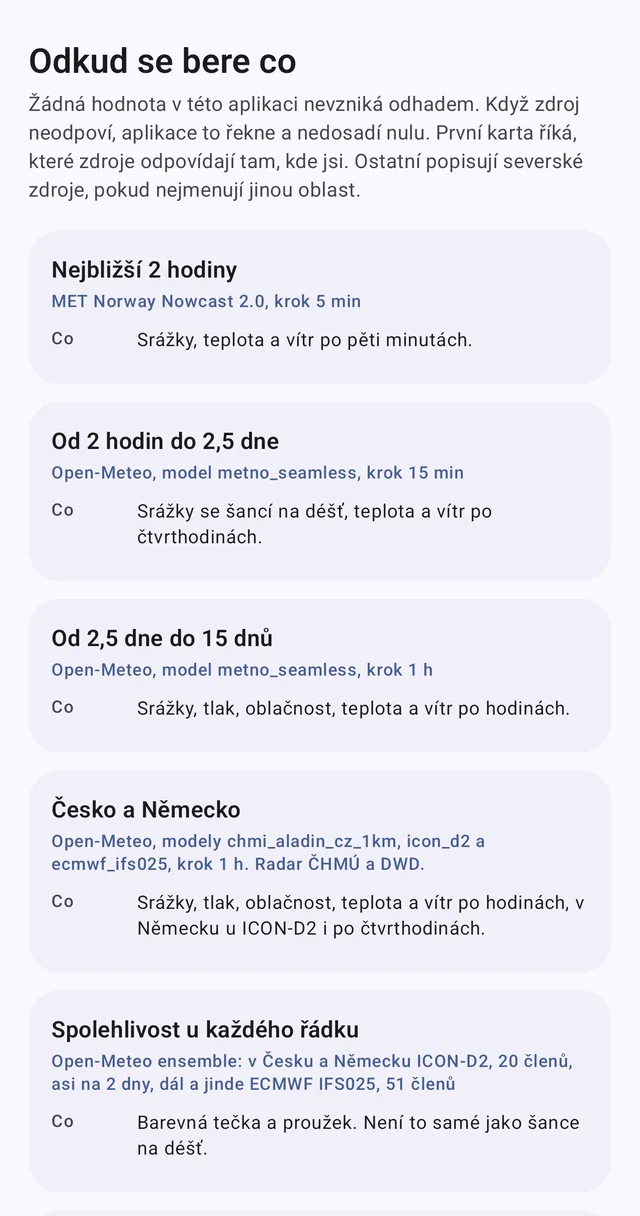 Odkud se bere co
Žádná hodnota v této aplikaci nevzniká odhadem. Když zdroj
neodpoví, aplikace to řekne a nedosadí nulu. První karta říká,
které zdroje odpovídají tam, kde jsi. Ostatní popisují severské
zdroje, pokud nejmenují jinou oblast.
Nejbližší 2 hodiny
MET Norway Nowcast 2.0, krok 5 min
Co Srážky, teplota a vítr po pěti minutách.
Od 2 hodin do 2,5 dne
Open-Meteo, model metno_seamless, krok 15 min
Co Srážky se šancí na déšť, teplota a vítr po
čtvrthodinách.
Od 2,5 dne do 15 dnů
Open-Meteo, model metno_seamless, krok 1 h
Co Srážky, tlak, oblačnost, teplota a vítr po hodinách.
Česko a Německo
Open-Meteo, modely chmi_aladin_cz_1km, icon_d2 a
ecmwf_ifs025, krok 1 h. Radar ČHMÚ a DWD.
Co Srážky, tlak, oblačnost, teplota a vítr po hodinách, v
Německu u ICON-D2 i po čtvrthodinách.
Spolehlivost u každého řádku
Open-Meteo ensemble: v Česku a Německu ICON-D2, 20 členů,
asi na 2 dny, dál a jinde ECMWF IFS025, 51 členů
Co Barevná tečka a proužek. Není to samé jako šance
na déšť.